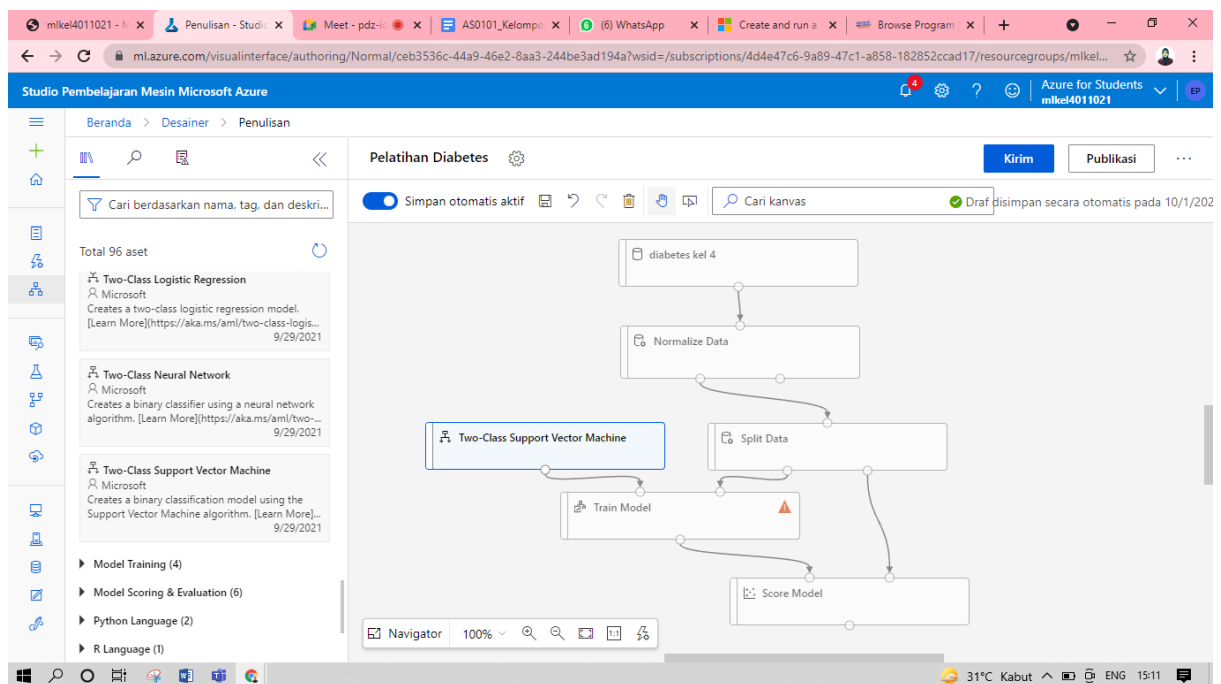 mlkel4011021 - M
Penulisan - Studio
Meet - pdz-ic
AS0101_Kelompo
(6) WhatsApp
Create and run a
Browse Program
ml.azure.com/visualinterface/authoring/Normal/ceb3536c-44a9-46e2-8aa3-244be3ad194a?wsid=/subscriptions/4d4e47c6-9a89-47c1-a858-182852ccad17/resourcegroups/mlkel...
Studio Pembelajaran Mesin Microsoft Azure
4
Azure for Students
mlkel4011021
EP
Beranda > Desainer > Penulisan
Pelatihan Diabetes
Kirim
Publikasi
Cari berdasarkan nama, tag, dan deskri...
Simpan otomatis aktif
Cari kanvas
Draf disimpan secara otomatis pada 10/1/202
Total 96 aset
Two-Class Logistic Regression
Microsoft
Creates a two-class logistic regression model.
[Learn More](https://aka.ms/aml/two-class-logis...
9/29/2021
Two-Class Neural Network
Microsoft
Creates a binary classifier using a neural network
algorithm. [Learn More](https://aka.ms/aml/two-...
9/29/2021
Two-Class Support Vector Machine
Microsoft
Creates a binary classification model using the
Support Vector Machine algorithm. [Learn More]...
9/29/2021
Model Training (4)
Model Scoring & Evaluation (6)
Python Language (2)
R Language (1)
diabetes kel 4
Normalize Data
Two-Class Support Vector Machine
Split Data
Train Model
Score Model
Navigator
100%
1:1
31°C Kabut
ENG
15:11